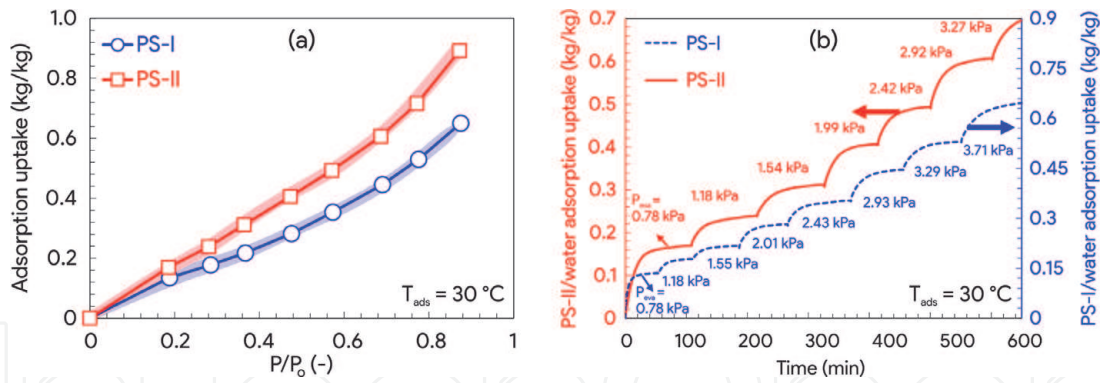 1.0
0.8
0.6
0.4
0.2
0
Adsorption uptake (kg/kg)
PS-I
PS-II
(a)
T_ads = 30 °C
0 0.2 0.4 0.6 0.8 1
P/P_o (-)
0.7
0.6
0.5
0.4
0.3
0.2
0.1
0
PS-II/water adsorption uptake (kg/kg)
PS-I
PS-II
(b)
3.27 kPa
2.92 kPa
2.42 kPa
1.99 kPa
1.54 kPa
1.18 kPa
0.78 kPa
3.71 kPa
3.29 kPa
2.93 kPa
2.43 kPa
2.01 kPa
1.55 kPa
1.18 kPa
P_eva =
0.78 kPa
T_ads = 30 °C
0 100 200 300 400 500 600
Time (min)
0.9
0.75
0.6
0.45
0.3
0.15
0
PS-I/water adsorption uptake (kg/kg)